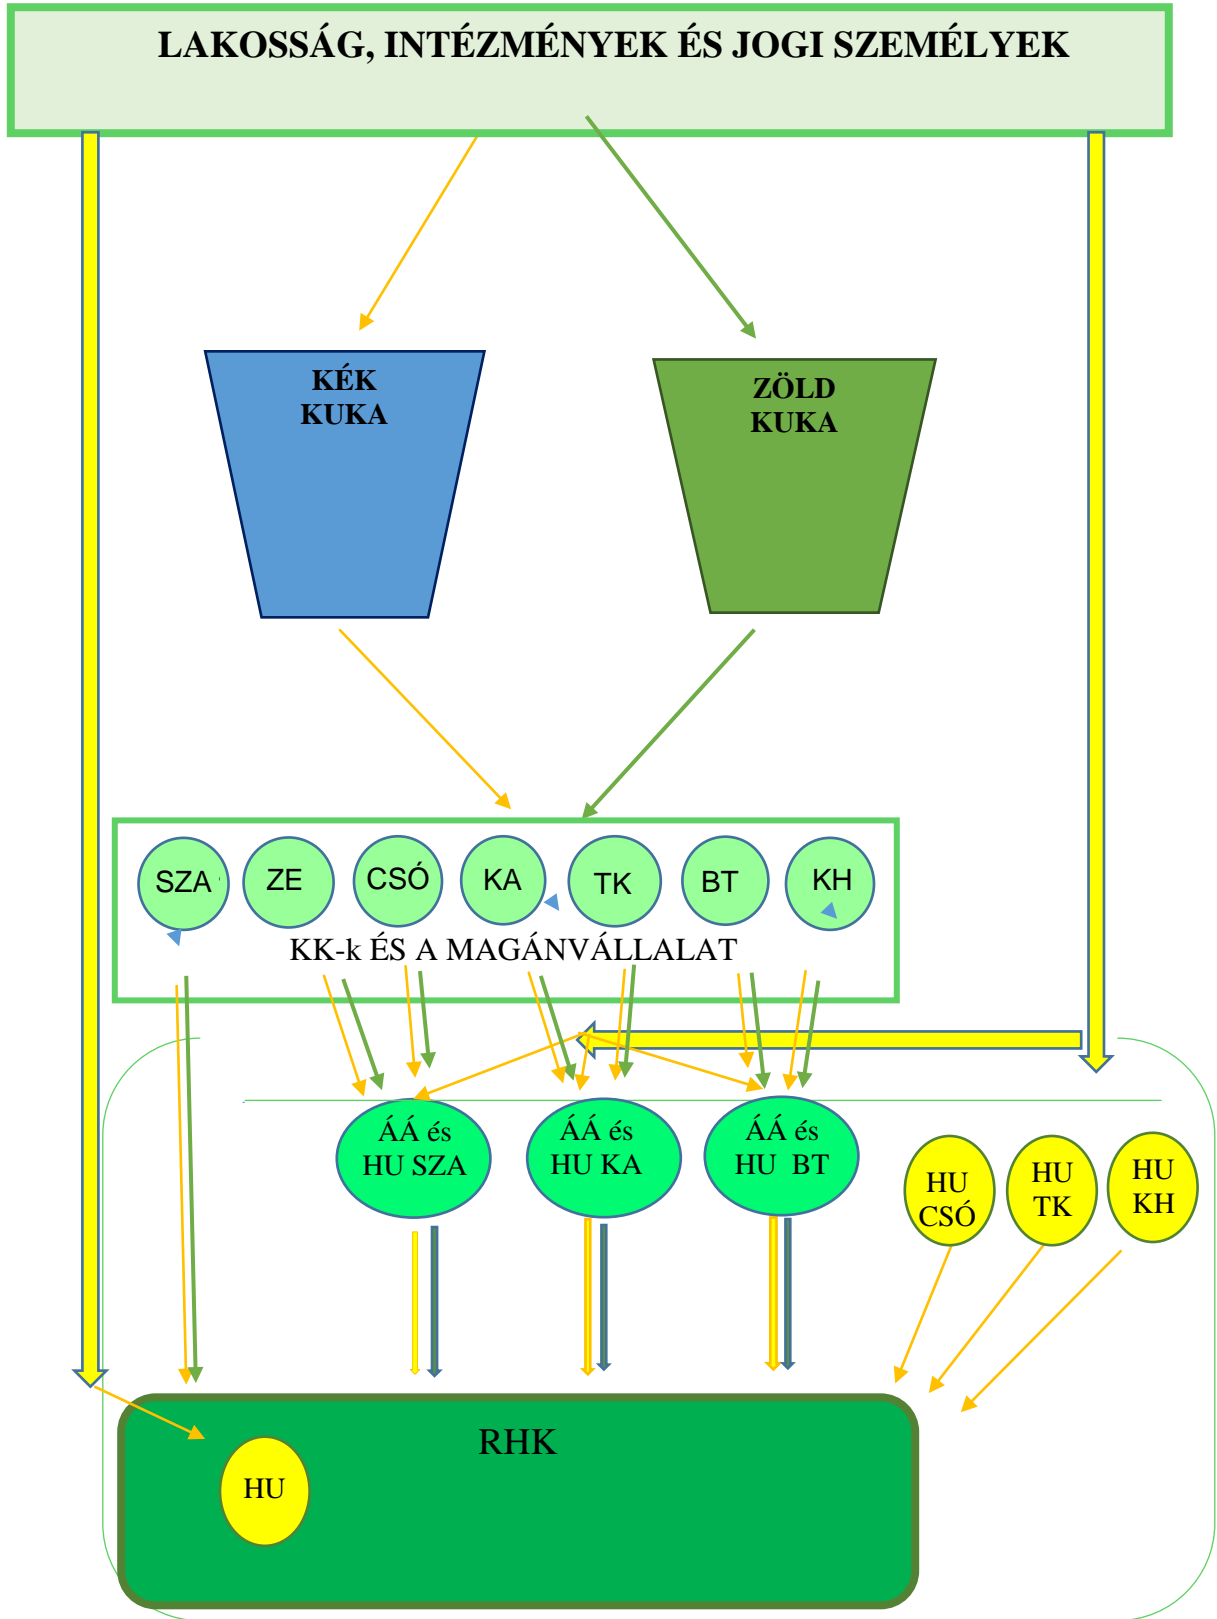 LAKOSSÁG, INTÉZMÉNYEK ÉS JOGI SZEMÉLYEK
KÉK
KUKA
ZÖLD
KUKA
SZA
ZE
CSÓ
KA
TK
BT
KH
KK-k ÉS A MAGÁNVÁLLALAT
ÁÁ és
HU SZA
ÁÁ és
HU KA
ÁÁ és
HU BT
HU
CSÓ
HU
TK
HU
KH
RHK
HU